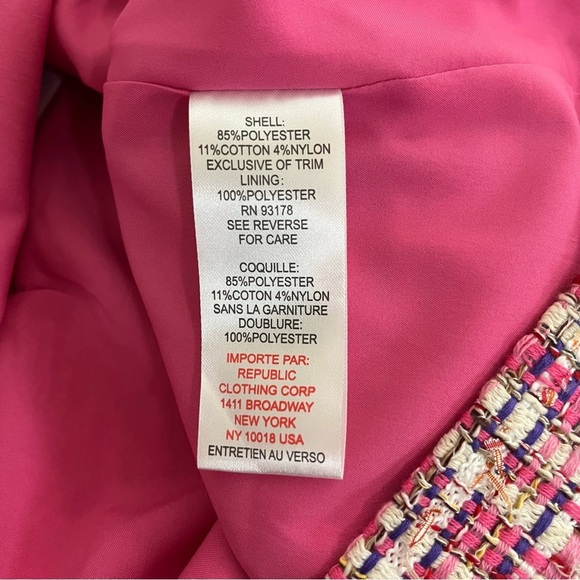 SHELL:
85%POLYESTER
11%COTTON 4%NYLON
EXCLUSIVE OF TRIM
LINING:
100%POLYESTER
RN 93178
SEE REVERSE
FOR CARE
COQUILLE:
85%POLYESTER
11%COTON 4%NYLON
SANS LA GARNITURE
DOUBLURE:
100%POLYESTER
IMPORTE PAR:
REPUBLIC
CLOTHING CORP
1411 BROADWAY
NEW YORK
NY 10018 USA
ENTRETIEN AU VERSO